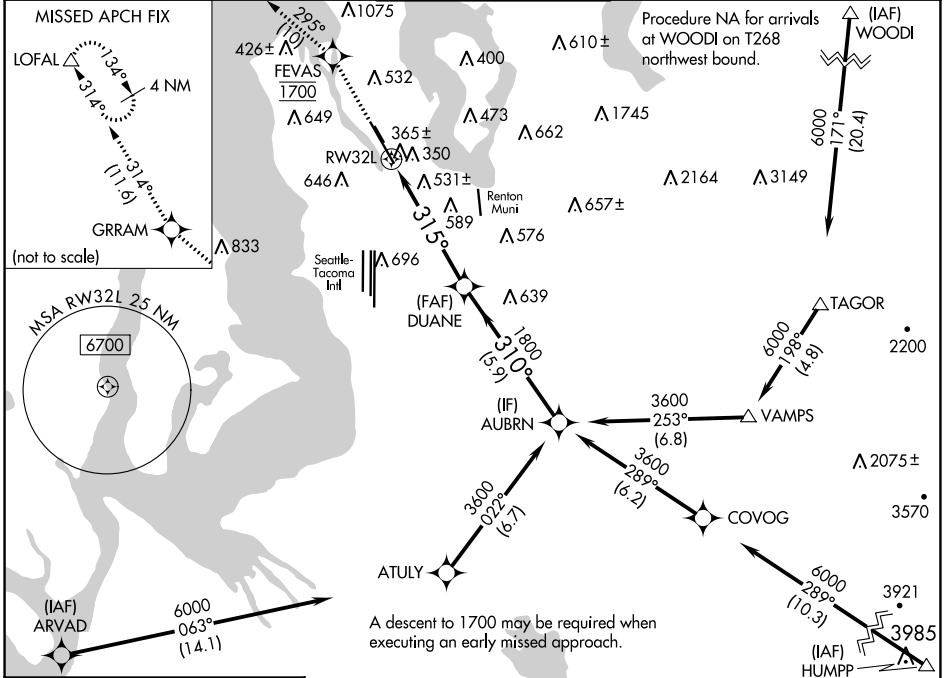 MISSED APCH FIX
LOFAL
134°
4 NM
314°
314°
(11.6)
GRRAM
(not to scale)
833
295°
(10)
1075
426±
FEVAS
1700
532
400
610±
649
473
662
1745
365±
350
RW32L
646
531±
589
Renton
Muni
657±
2164
3149
576
315°
Seattle-
Tacoma
Intl
696
(FAF)
DUANE
639
Procedure NA for arrivals
at WOODI on T268
northwest bound.
(IAF)
WOODI
6000
171°
(20.4)
TAGOR
6000
198°
(4.8)
2200
MSA RW32L 25 NM
6700
1800
310°
(5.9)
(IF)
AUBRN
3600
253°
(6.8)
VAMPS
2075±
3600
289°
(6.2)
COVOG
3570
3600
022°
(6.7)
ATULY
6000
289°
(10.3)
3921
3985
(IAF)
HUMPP
(IAF)
ARVAD
6000
063°
(14.1)
A descent to 1700 may be required when
executing an early missed approach.